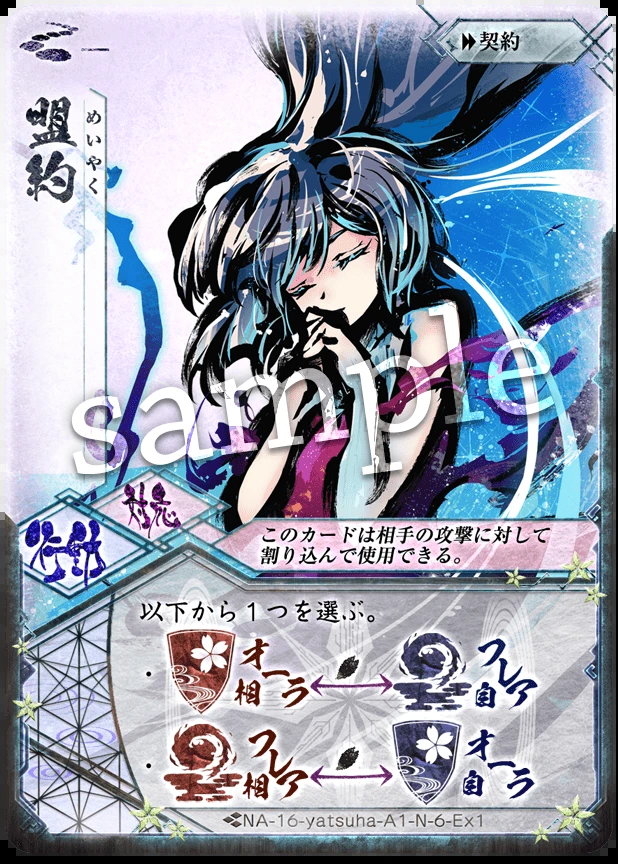 契約
盟約
めいやく
sample
対応
行動
このカードは相手の攻撃に対して
割り込んで使用できる。
以下から1つを選ぶ。
・相オーラ ⟷ 自フレア
・相フレア ⟷ 自オーラ
NA-16-yatsuha-A1-N-6-Ex1